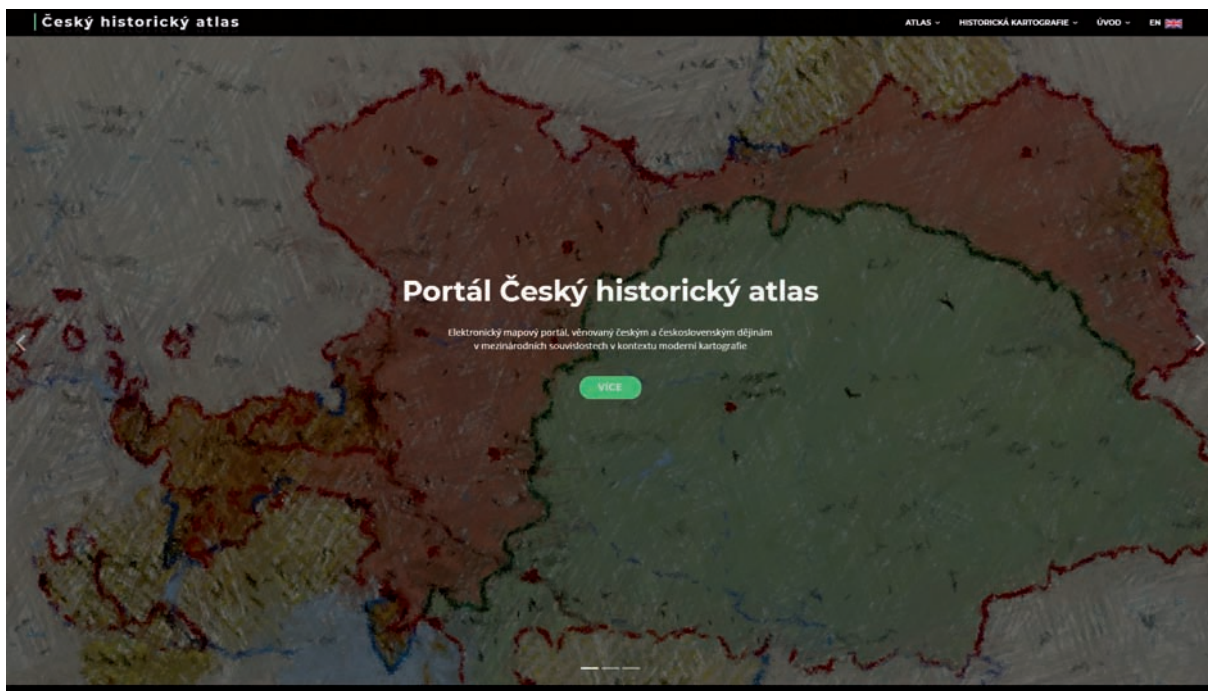 Český historický atlas
ATLAS
HISTORICKÁ KARTOGRAFIE
ÚVOD
EN
Portál Český historický atlas
Elektronický mapový portál, věnovaný českým a československým dějinám
v mezinárodních souvislostech v kontextu moderní kartografie
VÍCE